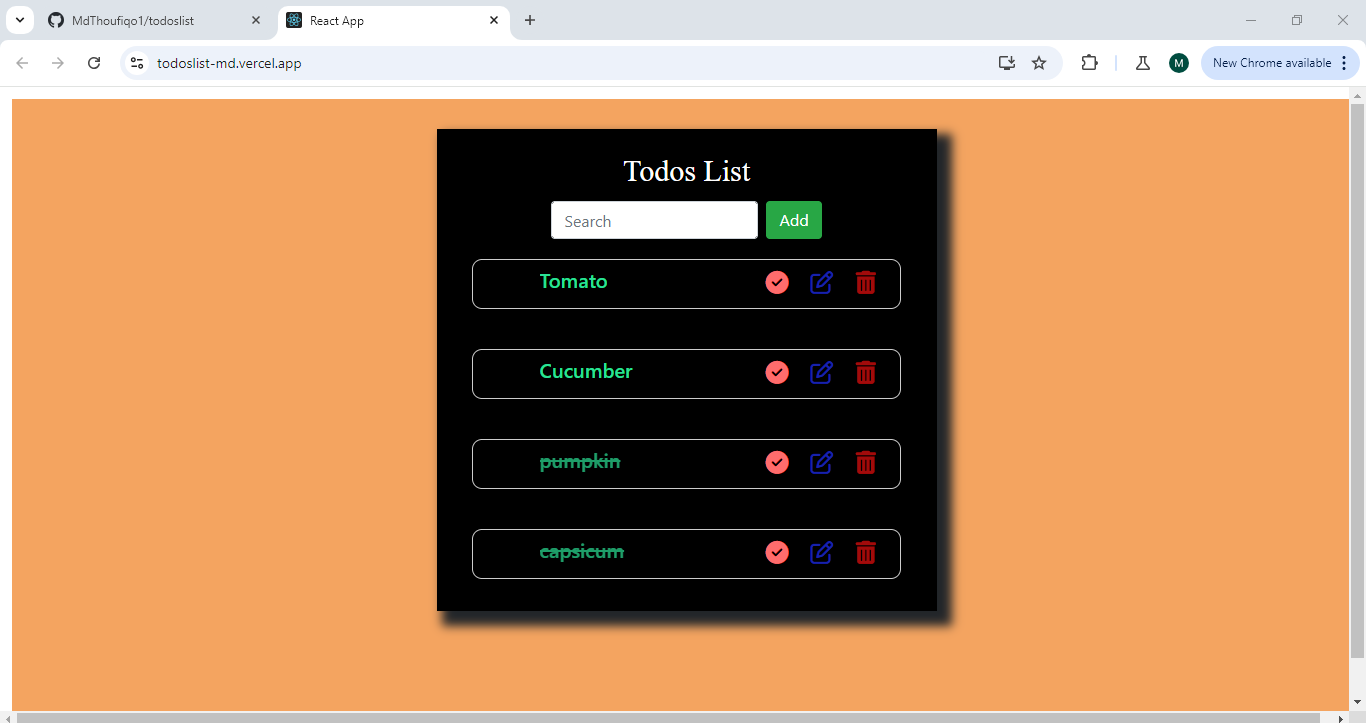 MdThoufiqo1/todoslist
React App
todoslist-md.vercel.app
M
New Chrome available
Todos List
Search
Add
Tomato
Cucumber
pumpkin
capsicum